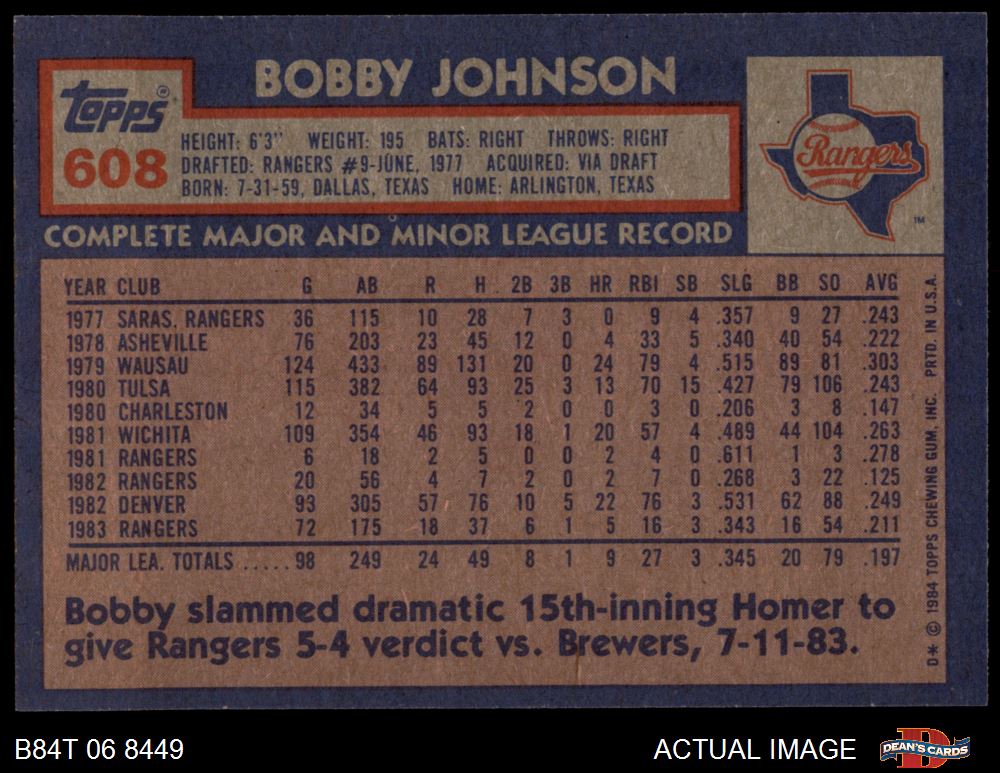 BOBBY JOHNSON
Topps®
608
HEIGHT: 6'3" WEIGHT: 195 BATS: RIGHT THROWS: RIGHT
DRAFTED: RANGERS #9-JUNE, 1977 ACQUIRED: VIA DRAFT
BORN: 7-31-59, DALLAS, TEXAS HOME: ARLINGTON, TEXAS
Rangers
TM
COMPLETE MAJOR AND MINOR LEAGUE RECORD
YEAR CLUB G AB R H 2B 3B HR RBI SB SLG BB SO AVG
1977 SARAS. RANGERS 36 115 10 28 7 3 0 9 4 .357 9 27 .243
1978 ASHEVILLE 76 203 23 45 12 0 4 33 5 .340 40 54 .222
1979 WAUSAU 124 433 89 131 20 0 24 79 4 .515 89 81 .303
1980 TULSA 115 382 64 93 25 3 13 70 15 .427 79 106 .243
1980 CHARLESTON 12 34 5 5 2 0 0 3 0 .206 3 8 .147
1981 WICHITA 109 354 46 93 18 1 20 57 4 .489 44 104 .263
1981 RANGERS 6 18 2 5 0 0 2 4 0 .611 1 3 .278
1982 RANGERS 20 56 4 7 2 0 2 7 0 .268 3 22 .125
1982 DENVER 93 305 57 76 10 5 22 76 3 .531 62 88 .249
1983 RANGERS 72 175 18 37 6 1 5 16 3 .343 16 54 .211
MAJOR LEA. TOTALS .....98 249 24 49 8 1 9 27 3 .345 20 79 .197
Bobby slammed dramatic 15th-inning Homer to
give Rangers 5-4 verdict vs. Brewers, 7-11-83.
D* © 1984 TOPPS CHEWING GUM, INC. PRTD. IN U.S.A.
B84T 06 8449
ACTUAL IMAGE
DEAN'S CARDS